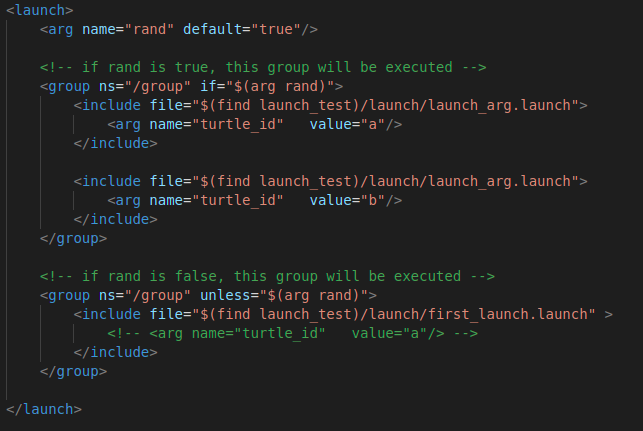 <launch>
    <arg name="rand" default="true"/>

    <!-- if rand is true, this group will be executed -->
    <group ns="/group" if="$(arg rand)">
        <include file="$(find launch_test)/launch/launch_arg.launch">
            <arg name="turtle_id"   value="a"/>
        </include>

        <include file="$(find launch_test)/launch/launch_arg.launch">
            <arg name="turtle_id"   value="b"/>
        </include>
    </group>

    <!-- if rand is false, this group will be executed -->
    <group ns="/group" unless="$(arg rand)">
        <include file="$(find launch_test)/launch/first_launch.launch" >
            <!-- <arg name="turtle_id"   value="a"/> -->
        </include>
    </group>

</launch>